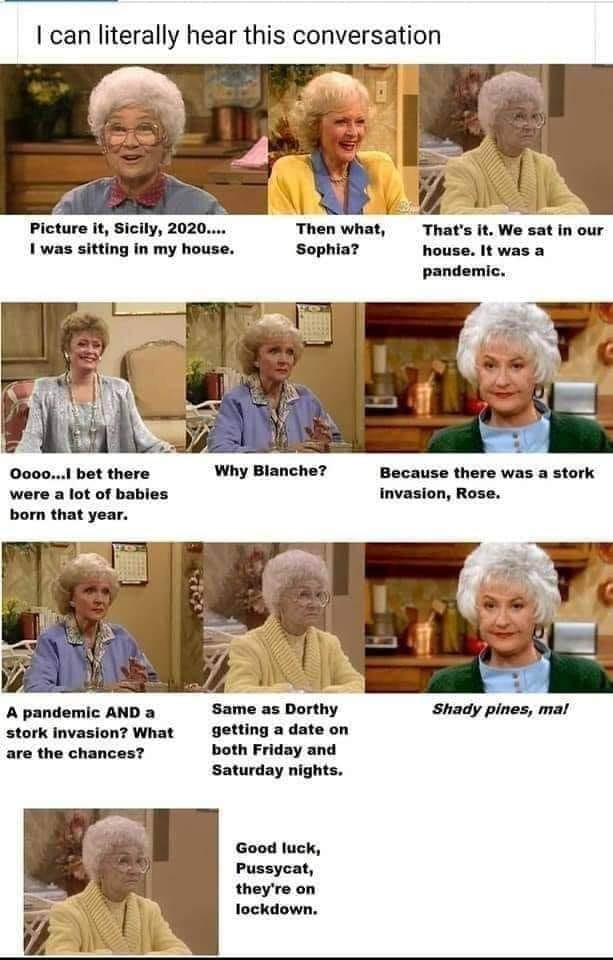 I can literally hear this conversation
Picture it, Sicily, 2020....
I was sitting in my house.
Then what,
Sophia?
That's it. We sat in our
house. It was a
pandemic.
Oooo...I bet there
were a lot of babies
born that year.
Why Blanche?
Because there was a stork
invasion, Rose.
A pandemic AND a
stork invasion? What
are the chances?
Same as Dorthy
getting a date on
both Friday and
Saturday nights.
Shady pines, ma!
Good luck,
Pussycat,
they're on
lockdown.